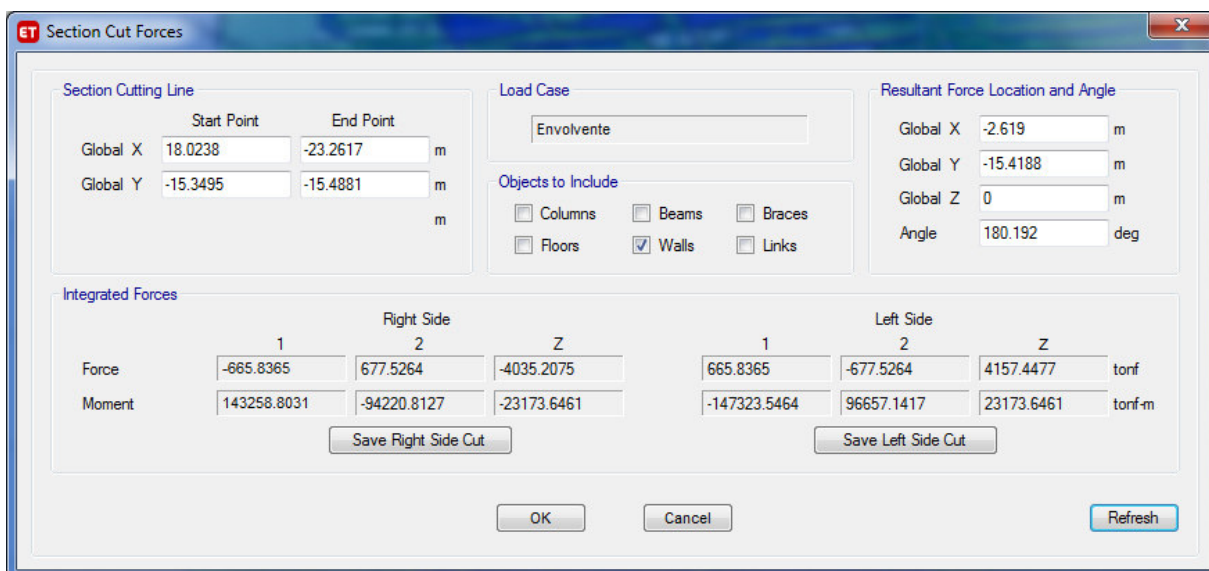 ET Section Cut Forces
Section Cutting Line
Start Point End Point
Global X 18.0238 -23.2617 m
Global Y -15.3495 -15.4881 m
m
Load Case
Envolvente
Objects to Include
Columns Beams Braces
Floors Walls Links
Resultant Force Location and Angle
Global X -2.619 m
Global Y -15.4188 m
Global Z 0 m
Angle 180.192 deg
Integrated Forces
Right Side Left Side
1 2 Z 1 2 Z
Force -665.8365 677.5264 -4035.2075 665.8365 -677.5264 4157.4477 tonf
Moment 143258.8031 -94220.8127 -23173.6461 -147323.5464 96657.1417 23173.6461 tonf-m
Save Right Side Cut Save Left Side Cut
OK Cancel Refresh